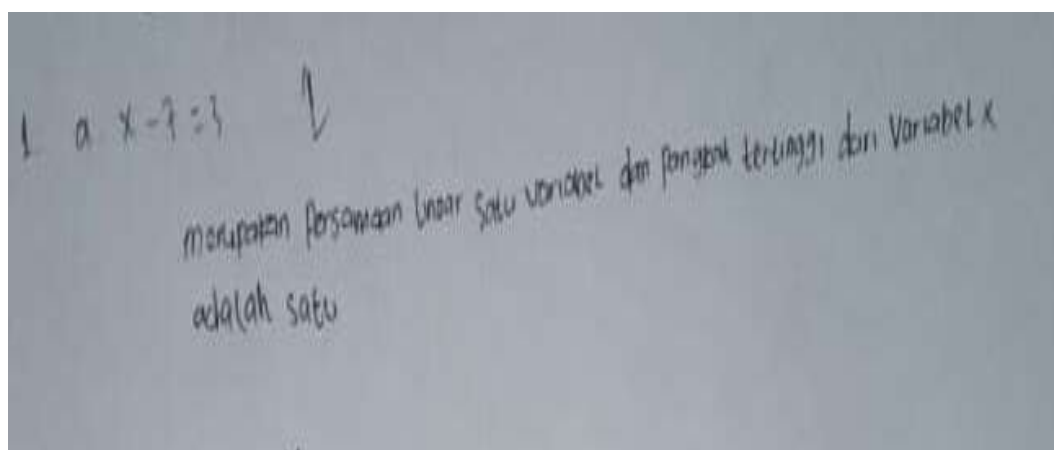 1 a x-7=3
merupakan Persamaan linear satu variabel dan pangkat tertinggi dari Variabel x
adalah satu